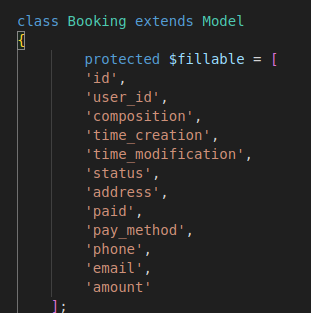 class Booking extends Model
{
protected $fillable = [
'id',
'user_id',
'composition',
'time_creation',
'time_modification',
'status',
'address',
'paid',
'pay_method',
'phone',
'email',
'amount'
];